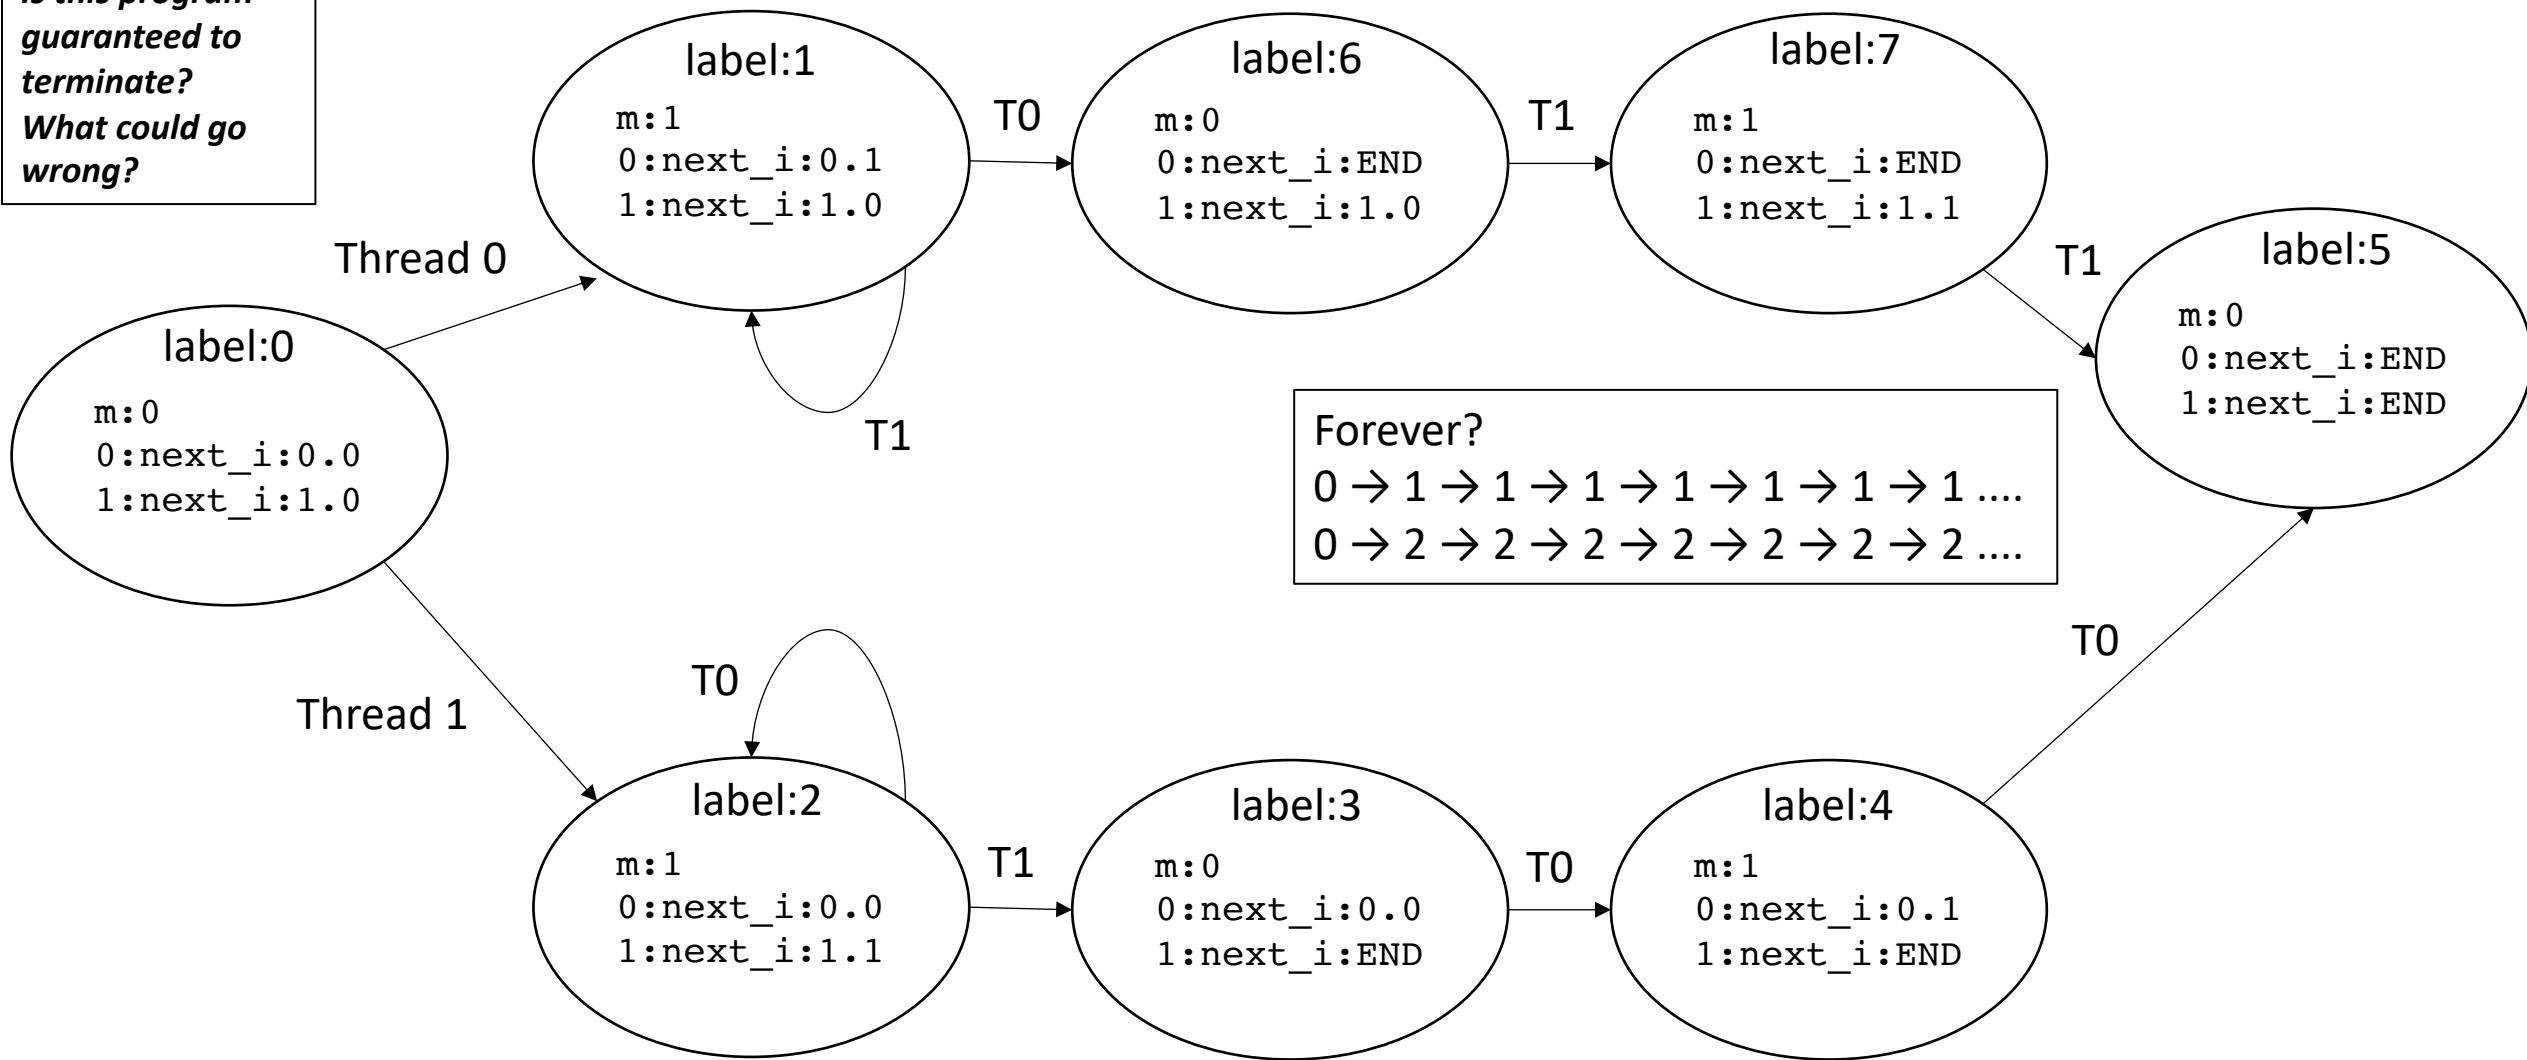 is this program
guaranteed to
terminate?
What could go
wrong?
label:1
m:1
0:next_i:0.1
1:next_i:1.0
T0
label:6
m:0
0:next_i:END
1:next_i:1.0
T1
label:7
m:1
0:next_i:END
1:next_i:1.1
T1
label:5
m:0
0:next_i:END
1:next_i:END
Thread 0
T1
label:0
m:0
0:next_i:0.0
1:next_i:1.0
Forever?
0 → 1 → 1 → 1 → 1 → 1 → 1 → 1 ....
0 → 2 → 2 → 2 → 2 → 2 → 2 → 2 ....
Thread 1
T0
T0
label:2
m:1
0:next_i:0.0
1:next_i:1.1
T1
label:3
m:0
0:next_i:0.0
1:next_i:END
T0
label:4
m:1
0:next_i:0.1
1:next_i:END